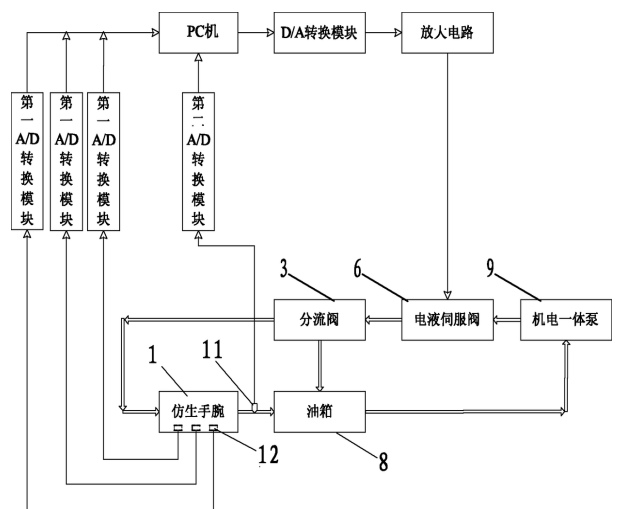 PC机
D/A转换模块
放大电路
第一A/D转换模块
第一A/D转换模块
第一A/D转换模块
第二A/D转换模块
3
6
9
分流阀
电液伺服阀
机电一体泵
1
11
仿生手腕
油箱
12
8